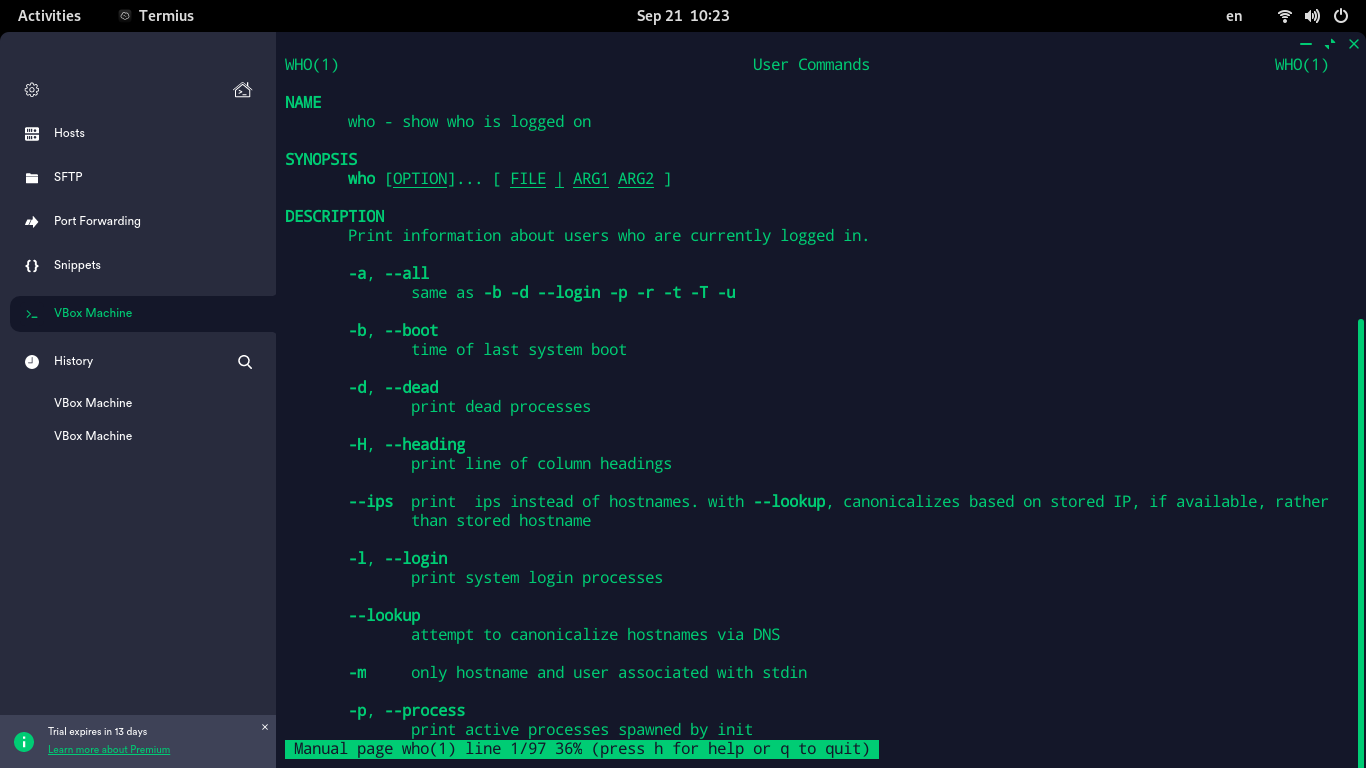 Activities Termius Sep 21 10:23 en
Hosts
SFTP
Port Forwarding
Snippets
VBox Machine
History
VBox Machine
VBox Machine
Trial expires in 13 days
Learn more about Premium
WHO(1) User Commands WHO(1)
NAME
who - show who is logged on
SYNOPSIS
who [OPTION]... [ FILE | ARG1 ARG2 ]
DESCRIPTION
Print information about users who are currently logged in.
-a, --all
same as -b -d --login -p -r -t -T -u
-b, --boot
time of last system boot
-d, --dead
print dead processes
-H, --heading
print line of column headings
--ips print  ips instead of hostnames. with --lookup, canonicalizes based on stored IP, if available, rather
than stored hostname
-l, --login
print system login processes
--lookup
attempt to canonicalize hostnames via DNS
-m only hostname and user associated with stdin
-p, --process
print active processes spawned by init
Manual page who(1) line 1/97 36% (press h for help or q to quit)